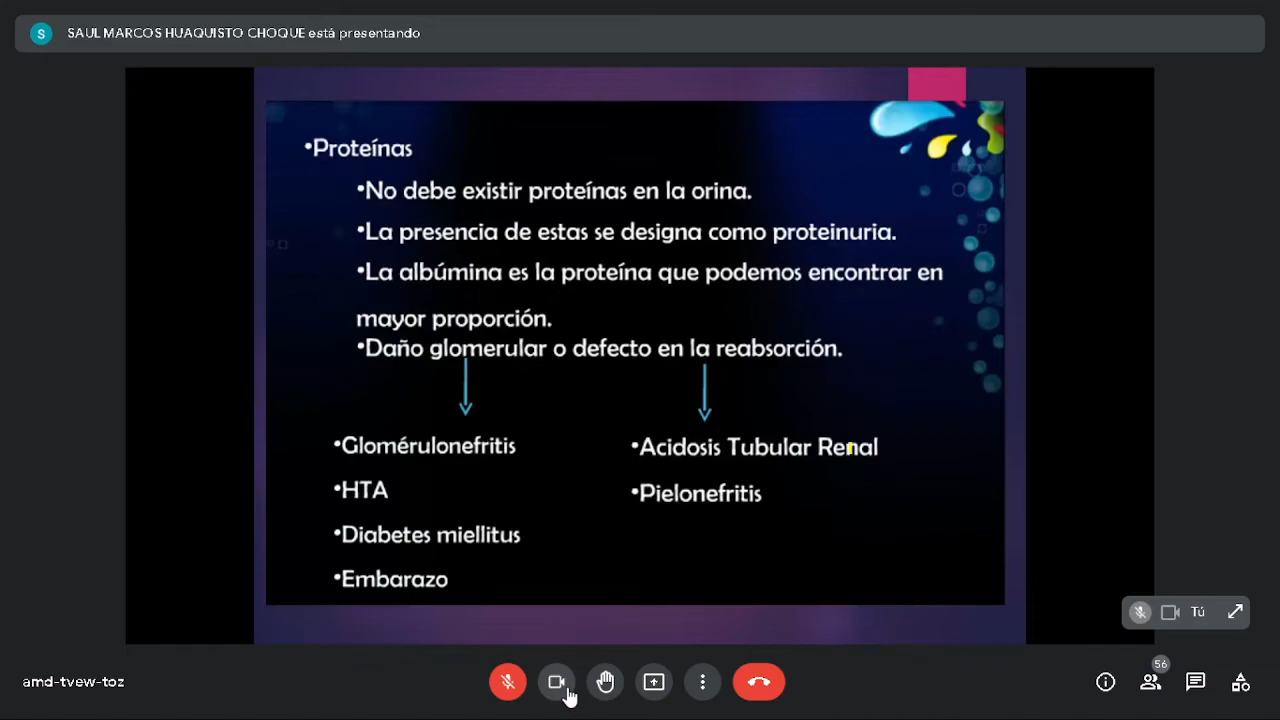 S SAUL MARCOS HUAQUISTO CHOQUE está presentando
•Proteínas
•No debe existir proteínas en la orina.
•La presencia de estas se designa como proteinuria.
•La albúmina es la proteína que podemos encontrar en
mayor proporción.
•Daño glomerular o defecto en la reabsorción.
•Glomérulonefritis
•HTA
•Diabetes miellitus
•Embarazo
•Acidosis Tubular Renal
•Pielonefritis
Tú
amd-tvew-toz
56